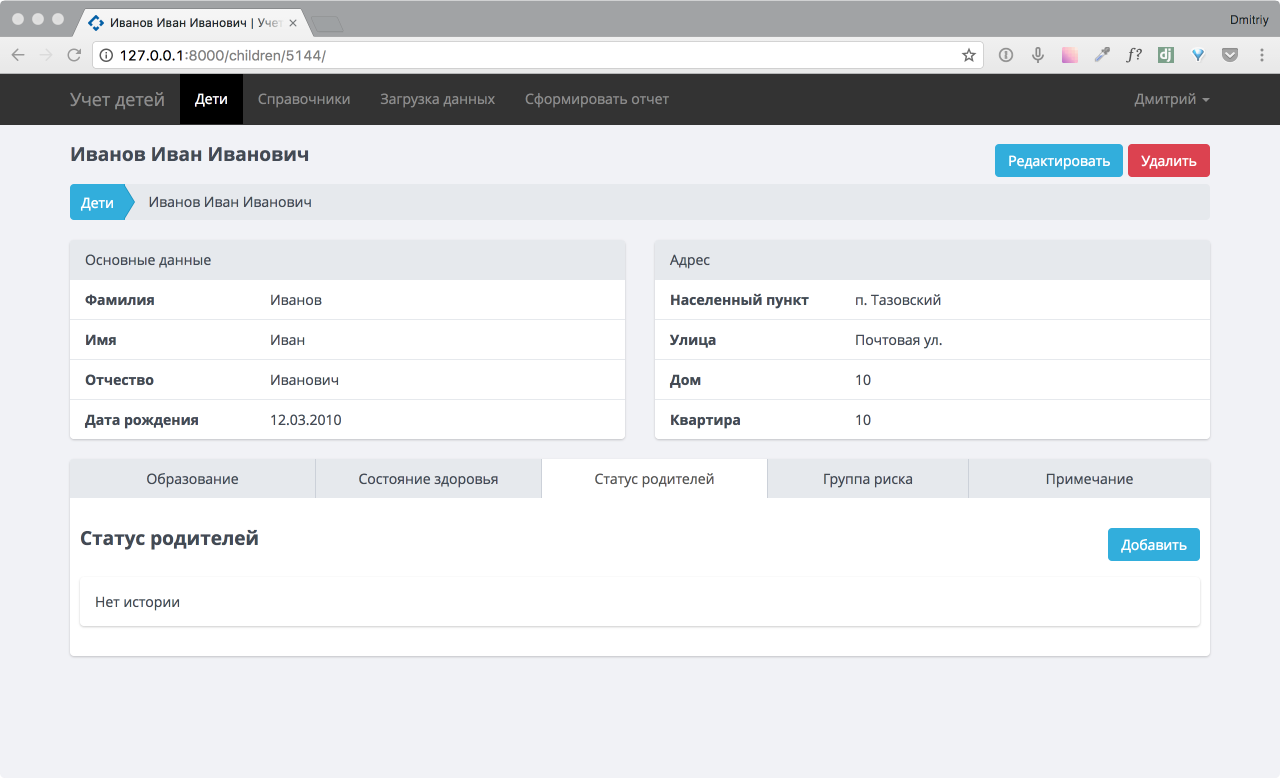 Иванов Иван Иванович | Учет
Dmitriy
127.0.0.1:8000/children/5144/
f?
dj
Учет детей Дети Справочники Загрузка данных Сформировать отчет Дмитрий
Иванов Иван Иванович
Редактировать Удалить
Дети Иванов Иван Иванович
Основные данные
Фамилия Иванов
Имя Иван
Отчество Иванович
Дата рождения 12.03.2010
Адрес
Населенный пункт п. Тазовский
Улица Почтовая ул.
Дом 10
Квартира 10
Образование Состояние здоровья Статус родителей Группа риска Примечание
Статус родителей
Добавить
Нет истории